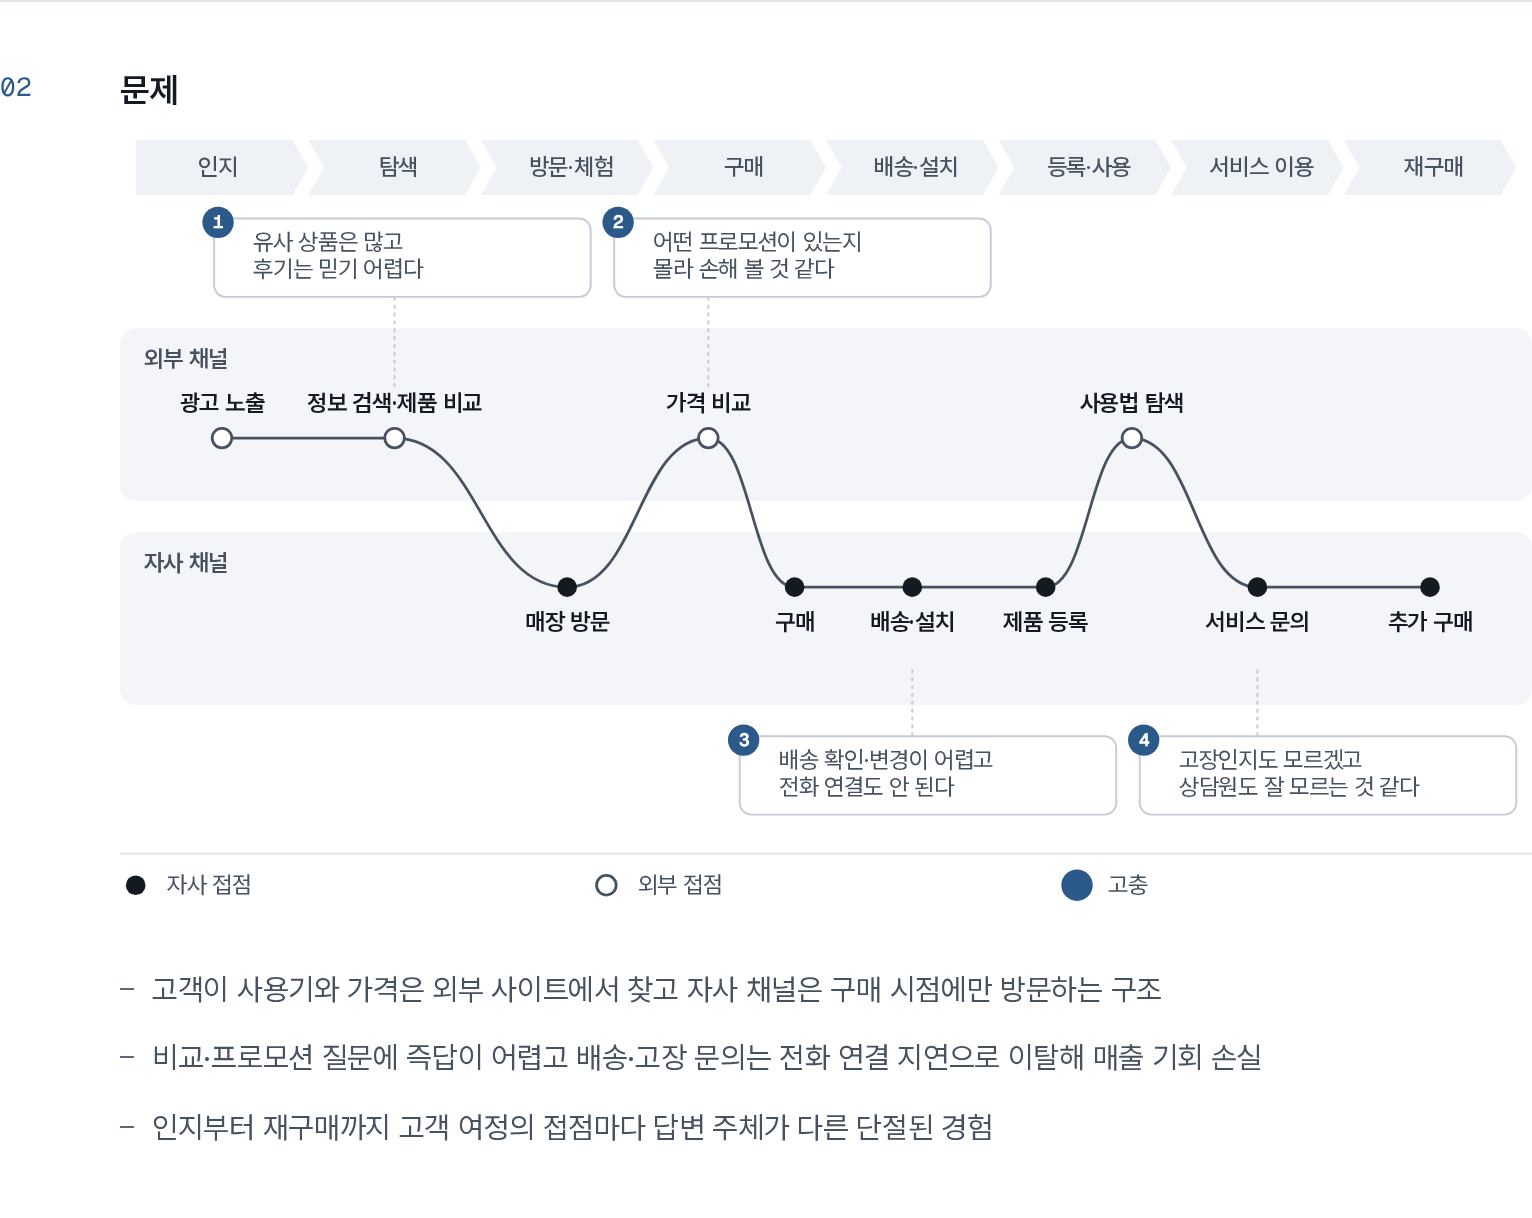 02
문제
인지
탐색
방문·체험
구매
배송·설치
등록·사용
서비스 이용
재구매
1
유사 상품은 많고
후기는 믿기 어렵다
2
어떤 프로모션이 있는지
몰라 손해 볼 것 같다
외부 채널
광고 노출
정보 검색·제품 비교
가격 비교
사용법 탐색
자사 채널
매장 방문
구매
배송·설치
제품 등록
서비스 문의
추가 구매
3
배송 확인·변경이 어렵고
전화 연결도 안 된다
4
고장인지도 모르겠고
상담원도 잘 모르는 것 같다
자사 접점
외부 접점
고충
– 고객이 사용기와 가격은 외부 사이트에서 찾고 자사 채널은 구매 시점에만 방문하는 구조
– 비교·프로모션 질문에 즉답이 어렵고 배송·고장 문의는 전화 연결 지연으로 이탈해 매출 기회 손실
– 인지부터 재구매까지 고객 여정의 접점마다 답변 주체가 다른 단절된 경험